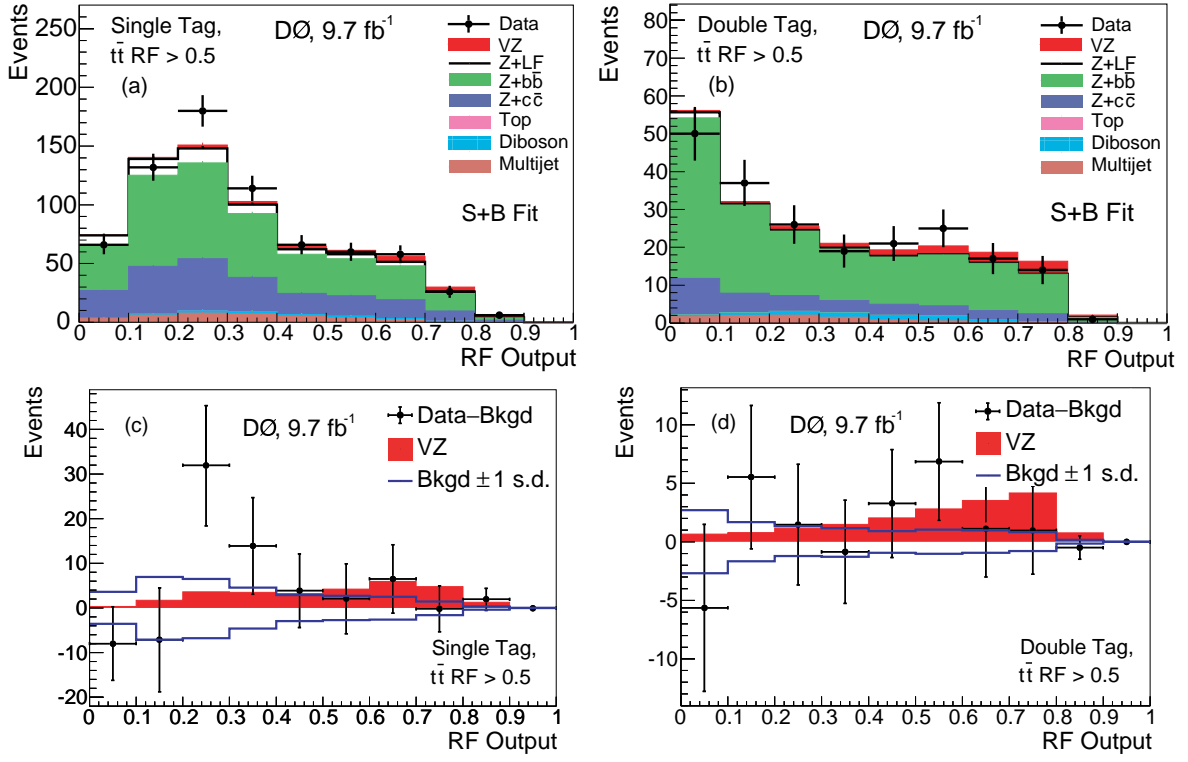 Events
Single Tag,
tt̄ RF > 0.5
(a)
DØ, 9.7 fb⁻¹
Data
VZ
Z+LF
Z+bb̄
Z+cc̄
Top
Diboson
Multijet
S+B Fit
250
200
150
100
50
0
0 0.1 0.2 0.3 0.4 0.5 0.6 0.7 0.8 0.9 1
RF Output
Events
Double Tag,
tt̄ RF > 0.5
(b)
DØ, 9.7 fb⁻¹
Data
VZ
Z+LF
Z+bb̄
Z+cc̄
Top
Diboson
Multijet
S+B Fit
80
70
60
50
40
30
20
10
0
0 0.1 0.2 0.3 0.4 0.5 0.6 0.7 0.8 0.9 1
RF Output
Events
(c)
DØ, 9.7 fb⁻¹
Data–Bkgd
VZ
Bkgd ± 1 s.d.
40
30
20
10
0
-10
-20
Single Tag,
tt̄ RF > 0.5
0 0.1 0.2 0.3 0.4 0.5 0.6 0.7 0.8 0.9 1
RF Output
Events
(d)
DØ, 9.7 fb⁻¹
Data–Bkgd
VZ
Bkgd ± 1 s.d.
10
5
0
-5
-10
Double Tag,
tt̄ RF > 0.5
0 0.1 0.2 0.3 0.4 0.5 0.6 0.7 0.8 0.9 1
RF Output